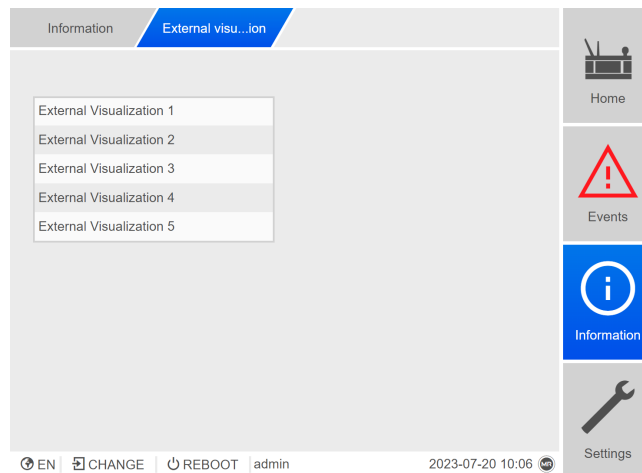 Information
External visu...ion
External Visualization 1
External Visualization 2
External Visualization 3
External Visualization 4
External Visualization 5
Home
Events
Information
Settings
EN CHANGE REBOOT admin 2023-07-20 10:06 MR